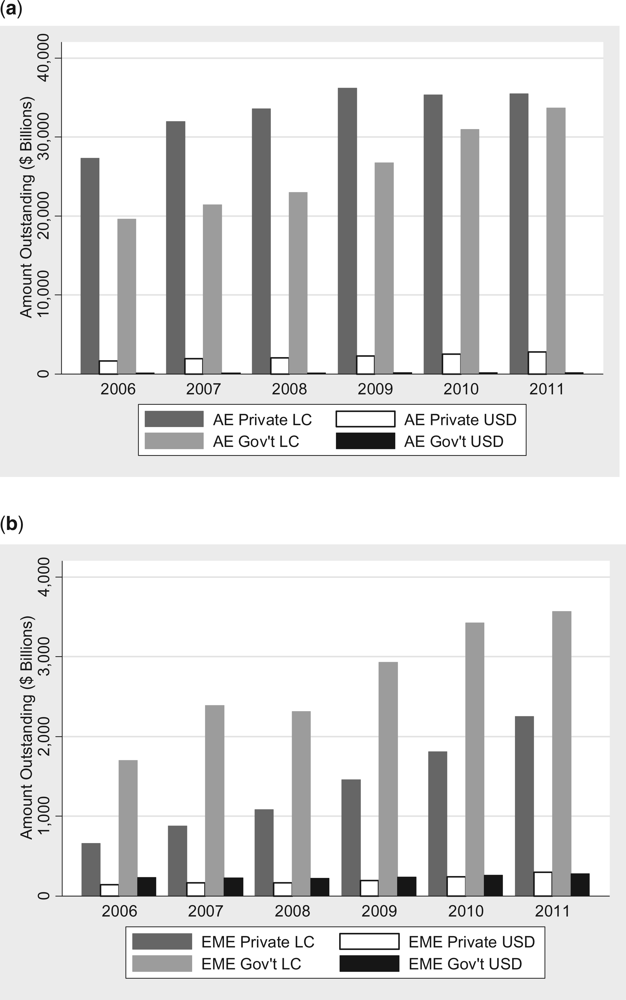 (a)
Amount Outstanding ($ Billions)
40,000
30,000
20,000
10,000
0
2006 2007 2008 2009 2010 2011
AE Private LC AE Private USD
AE Gov't LC AE Gov't USD
(b)
Amount Outstanding ($ Billions)
4,000
3,000
2,000
1,000
0
2006 2007 2008 2009 2010 2011
EME Private LC EME Private USD
EME Gov't LC EME Gov't USD